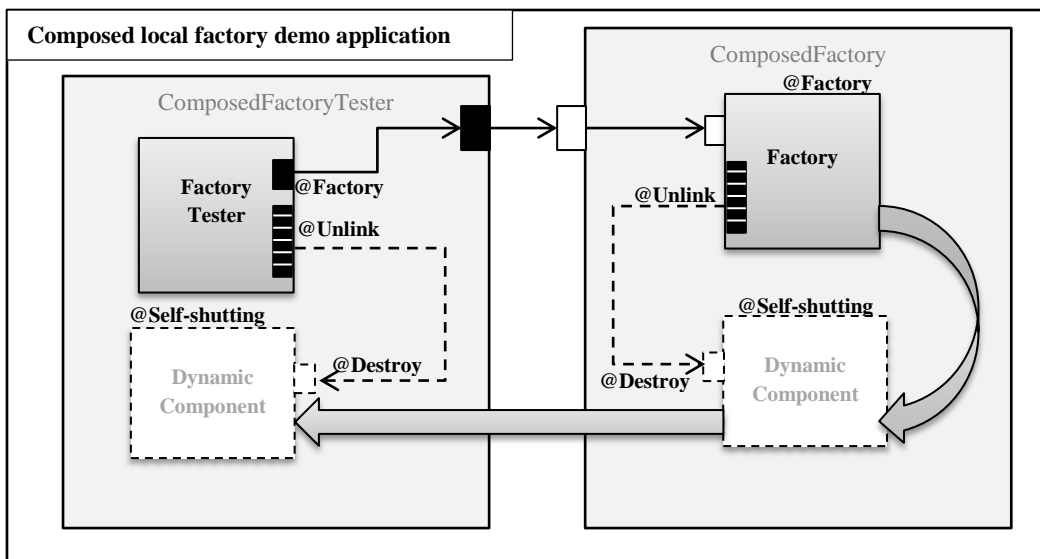 Composed local factory demo application
ComposedFactoryTester
Factory
Tester
@Factory
@Unlink
@Self-shutting
@Destroy
Dynamic
Component
ComposedFactory
@Factory
Factory
@Unlink
@Self-shutting
@Destroy
Dynamic
Component